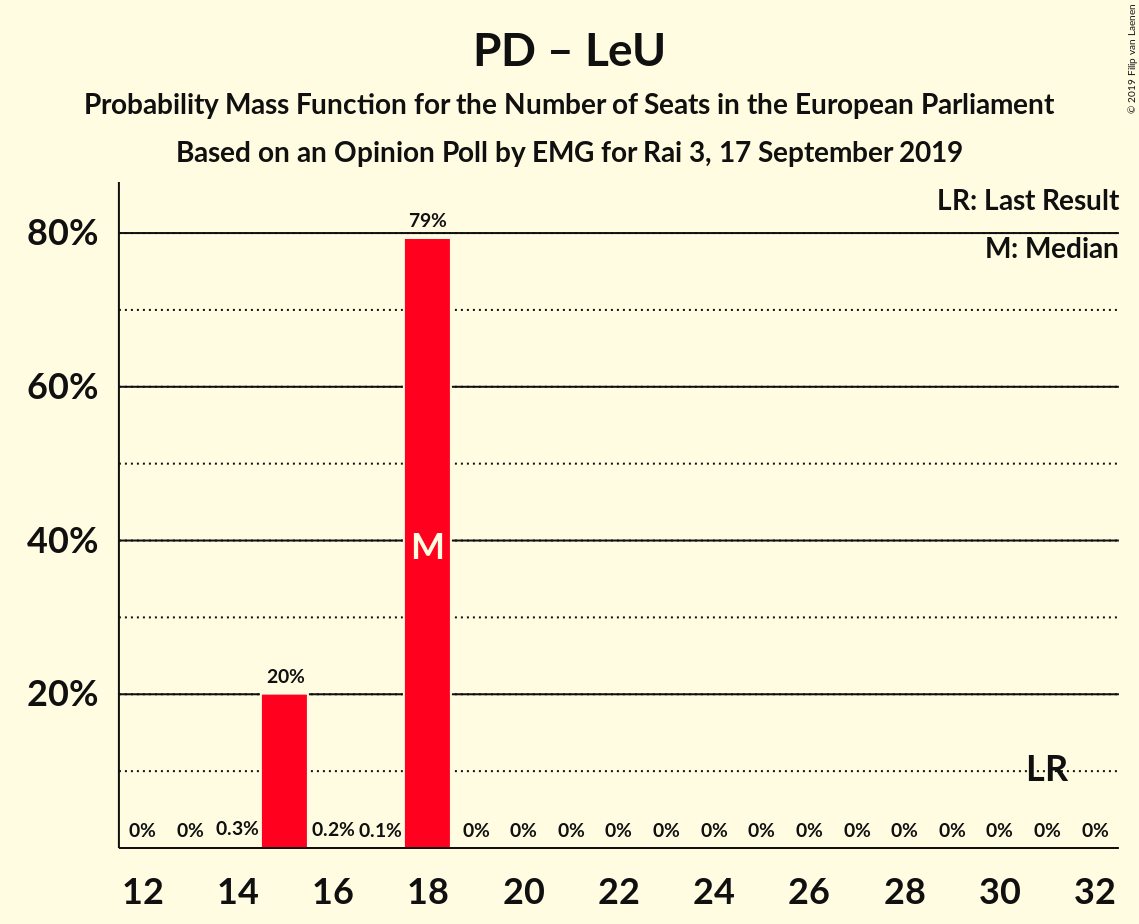 PD – LeU
Probability Mass Function for the Number of Seats in the European Parliament
Based on an Opinion Poll by EMG for Rai 3, 17 September 2019
© 2019 Filip van Laenen
LR: Last Result
M: Median
80%
60%
40%
20%
79%
20%
M
LR
0% 0% 0.3% 0.2% 0.1% 0% 0% 0% 0% 0% 0% 0% 0% 0% 0% 0% 0% 0% 0%
12 14 16 18 20 22 24 26 28 30 32